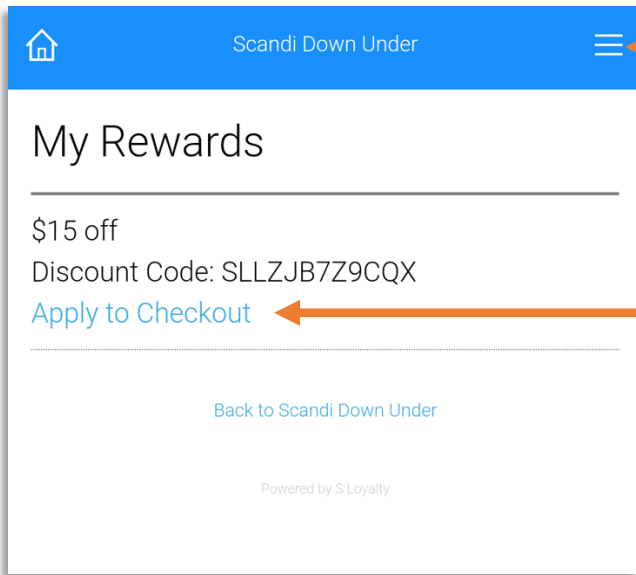 Scandi Down Under
My Rewards
$15 off
Discount Code: SLLZJB7Z9CQX
Apply to Checkout
Back to Scandi Down Under
Powered by S Loyalty